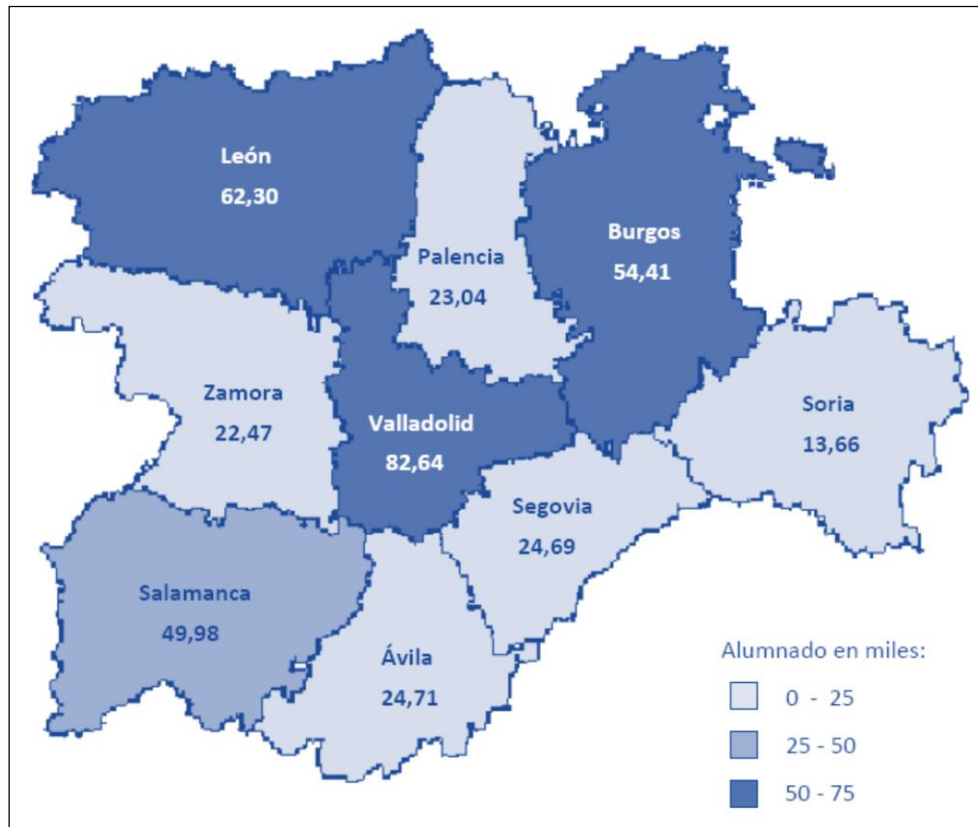 León
62,30
Burgos
54,41
Palencia
23,04
Zamora
22,47
Valladolid
82,64
Soria
13,66
Segovia
24,69
Salamanca
49,98
Ávila
24,71
Alumnado en miles:
0 - 25
25 - 50
50 - 75